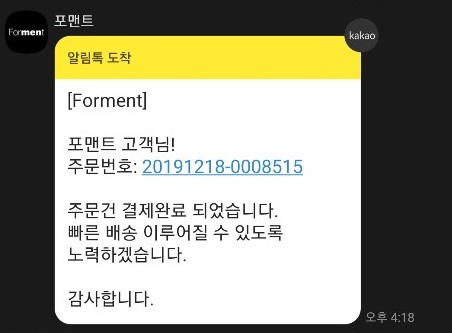 Forment
포맨트
kakao
알림톡 도착
[Forment]
포맨트 고객님!
주문번호: 20191218-0008515
주문건 결제완료 되었습니다.
빠른 배송 이루어질 수 있도록
노력하겠습니다.
감사합니다.
오후 4:18